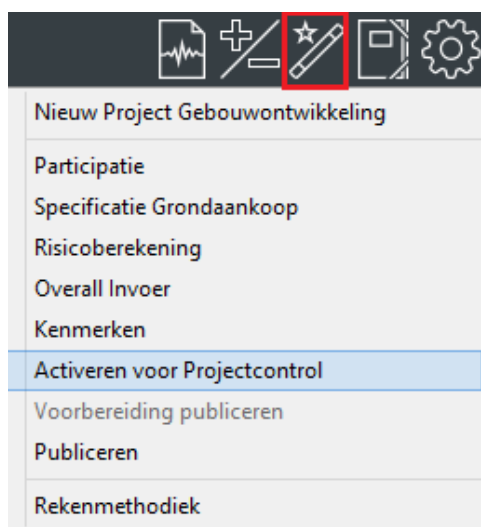 Nieuw Project Gebouwontwikkeling
Participatie
Specificatie Grondaankoop
Risicoberekening
Overall Invoer
Kenmerken
Activeren voor Projectcontrol
Voorbereiding publiceren
Publiceren
Rekenmethodiek